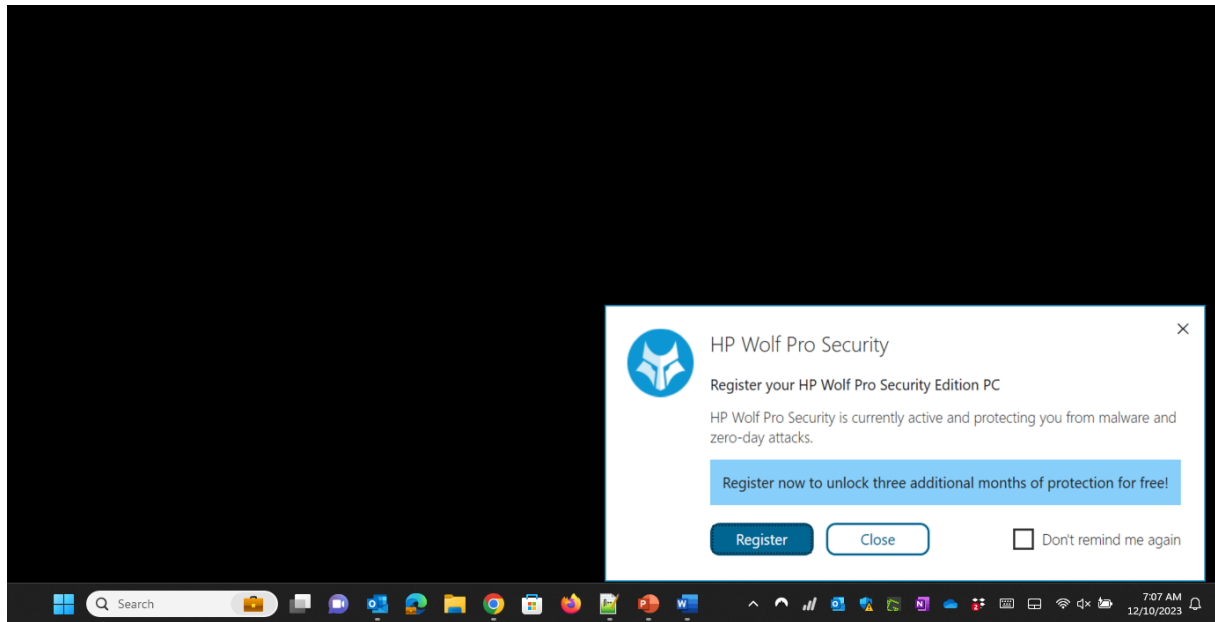 HP Wolf Pro Security
Register your HP Wolf Pro Security Edition PC
HP Wolf Pro Security is currently active and protecting you from malware and
zero-day attacks.
Register now to unlock three additional months of protection for free!
Register Close Don't remind me again
Search 7:07 AM
12/10/2023